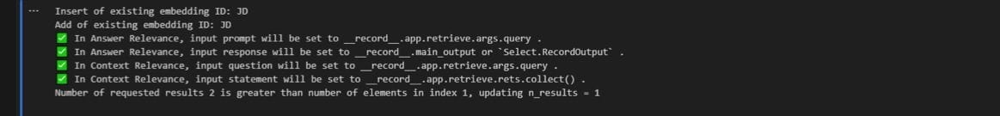 ... Insert of existing embedding ID: JD
Add of existing embedding ID: JD
✅ In Answer Relevance, input prompt will be set to __record__.app.retrieve.args.query .
✅ In Answer Relevance, input response will be set to __record__.main_output or `Select.RecordOutput` .
✅ In Context Relevance, input question will be set to __record__.app.retrieve.args.query .
✅ In Context Relevance, input statement will be set to __record__.app.retrieve.rets.collect() .
Number of requested results 2 is greater than number of elements in index 1, updating n_results = 1